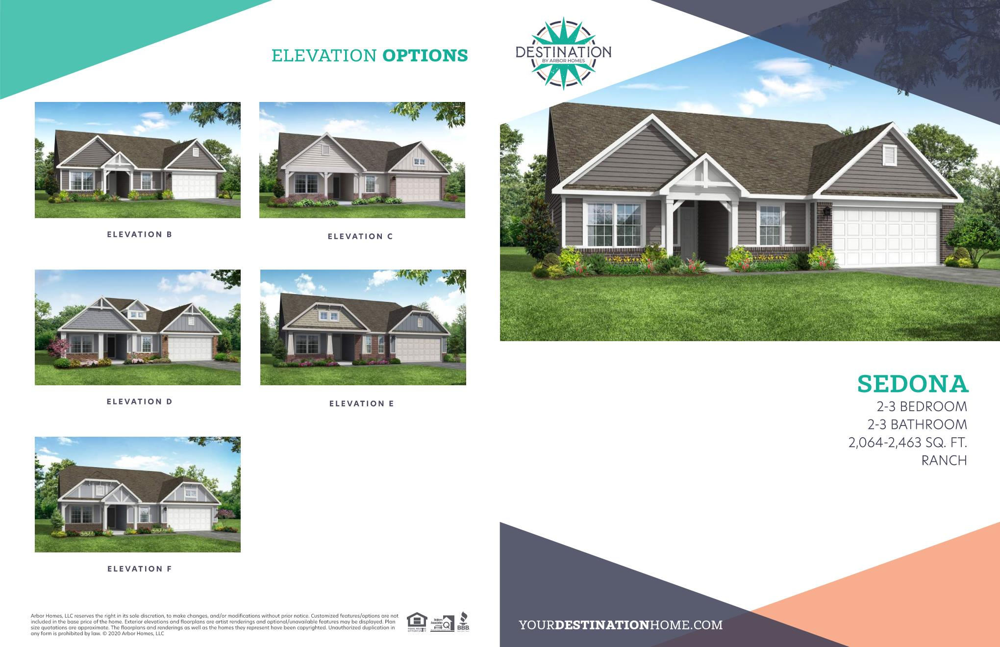 ELEVATION OPTIONS
ELEVATION B
ELEVATION C
ELEVATION D
ELEVATION E
ELEVATION F
Arbor Homes, LLC reserves the right in its sole discretion, to make changes, and/or modifications without prior notice. Customized features/options are not
included in the base price of the home. Exterior elevations and floorplans are artist renderings and optional/unavailable features may be displayed. Plan
size quotations are approximate. The floorplans and renderings as well as the homes they represent have been copyrighted. Unauthorized duplication in
any form is prohibited by law. © 2020 Arbor Homes, LLC
EQUAL HOUSING
OPPORTUNITY
Builders
Association
Q
BBB
DESTINATION
BY ARBOR HOMES
SEDONA
2-3 BEDROOM
2-3 BATHROOM
2,064-2,463 SQ. FT.
RANCH
YOURDESTINATIONHOME.COM